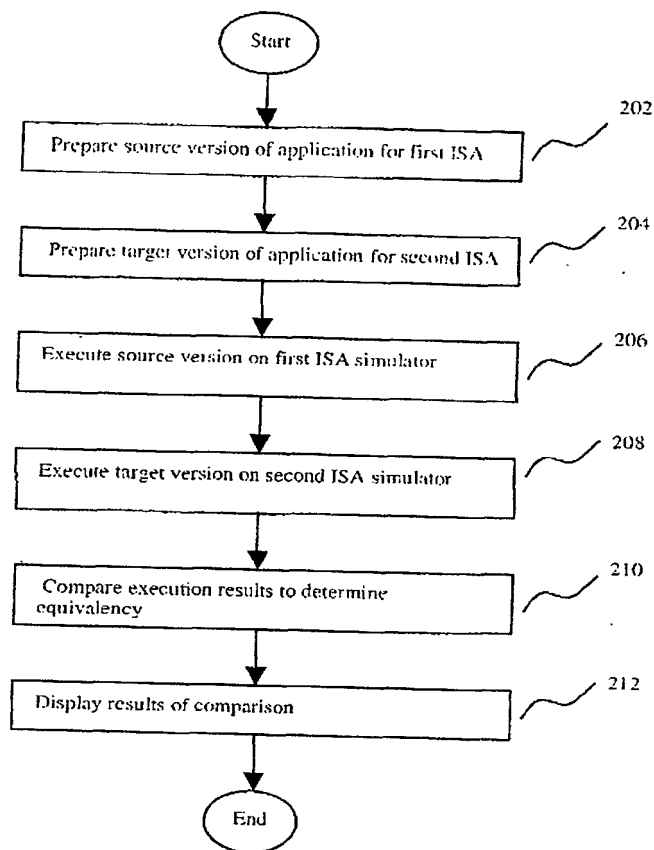 Start
202
Prepare source version of application for first ISA
204
Prepare target version of application for second ISA
206
Execute source version on first ISA simulator
208
Execute target version on second ISA simulator
210
Compare execution results to determine
equivalency
212
Display results of comparison
End